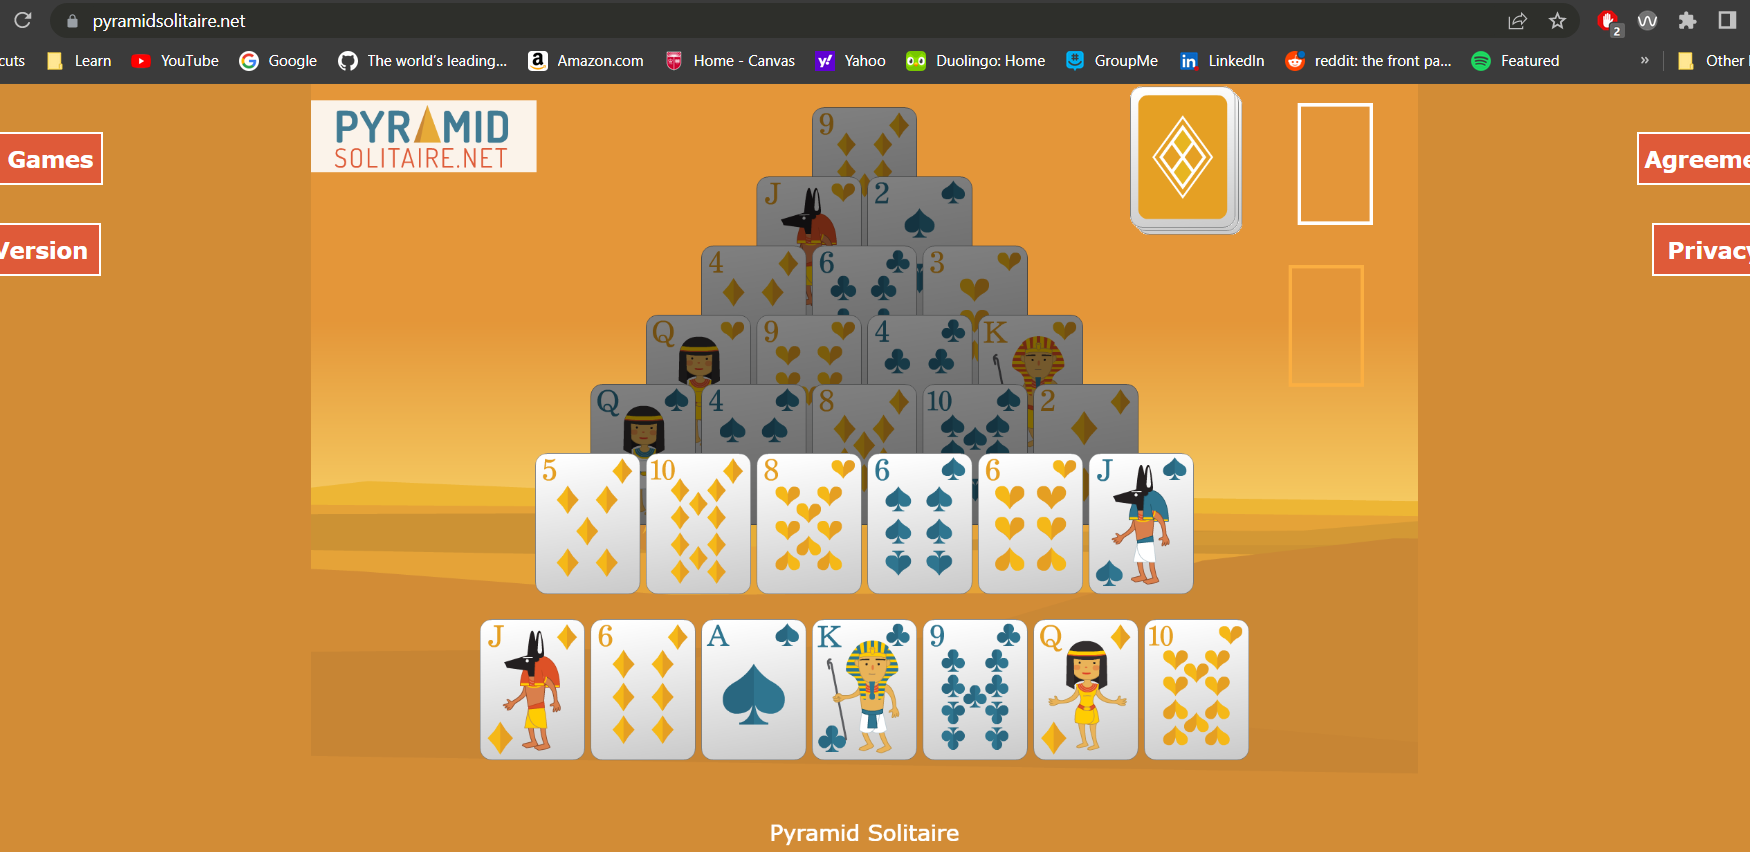 pyramidsolitaire.net
2
cuts Learn YouTube Google The world's leading... Amazon.com Home - Canvas Yahoo Duolingo: Home GroupMe LinkedIn reddit: the front pa... Featured » Other
PYRAMID
SOLITAIRE.NET
Games
Version
Agreeme
Privacy
9
J 2
4 6 3
Q 9 4 K
Q 4 8 10 2
5 10 8 6 6 J
J 6 A K 9 Q 10
Pyramid Solitaire